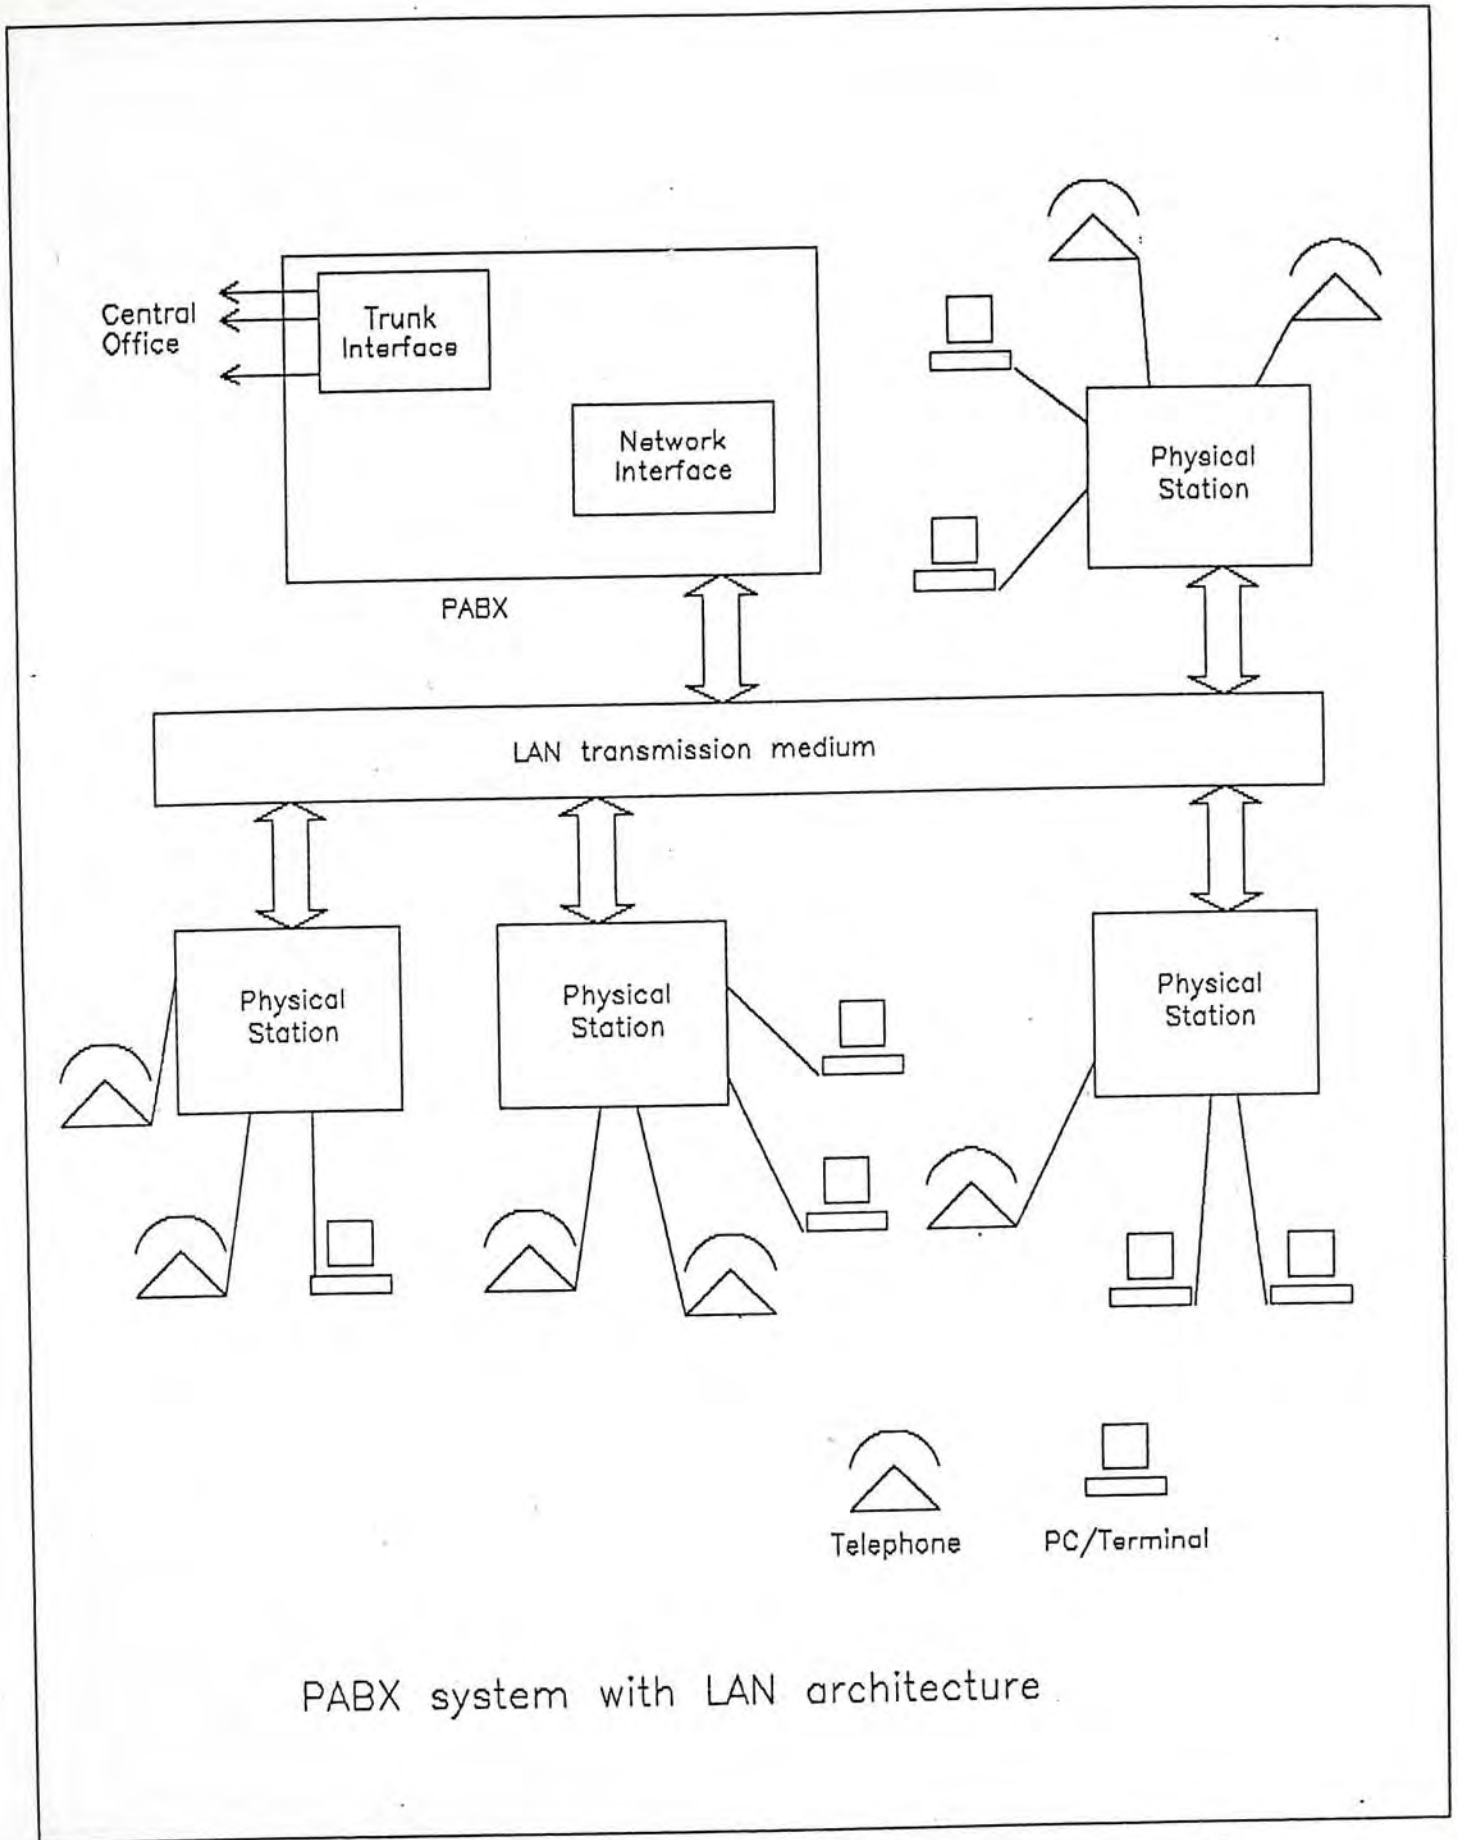 Central
Office
Trunk
Interface
Network
Interface
PABX
Physical
Station
LAN transmission medium
Physical
Station
Physical
Station
Physical
Station
Telephone
PC/Terminal
PABX system with LAN architecture